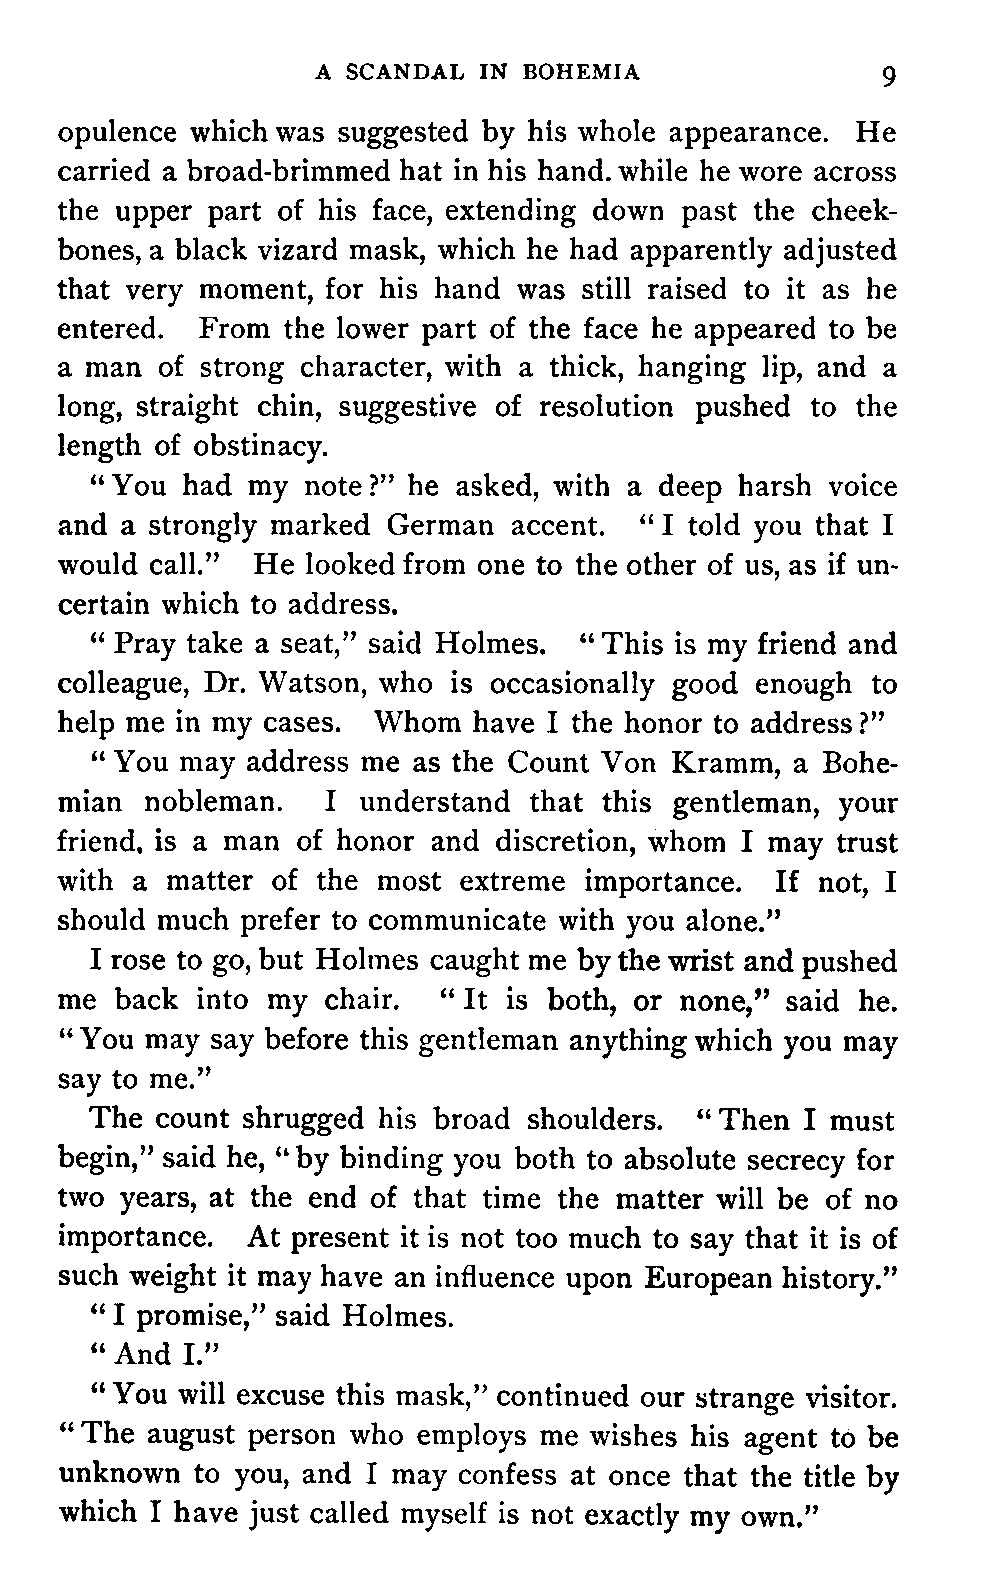 A SCANDAL IN BOHEMIA 9
opulence which was suggested by his whole appearance. He
carried a broad-brimmed hat in his hand. while he wore across
the upper part of his face, extending down past the cheek-
bones, a black vizard mask, which he had apparently adjusted
that very moment, for his hand was still raised to it as he
entered. From the lower part of the face he appeared to be
a man of strong character, with a thick, hanging lip, and a
long, straight chin, suggestive of resolution pushed to the
length of obstinacy.
"You had my note?" he asked, with a deep harsh voice
and a strongly marked German accent. "I told you that I
would call." He looked from one to the other of us, as if un-
certain which to address.
"Pray take a seat," said Holmes. "This is my friend and
colleague, Dr. Watson, who is occasionally good enough to
help me in my cases. Whom have I the honor to address?"
"You may address me as the Count Von Kramm, a Bohe-
mian nobleman. I understand that this gentleman, your
friend, is a man of honor and discretion, whom I may trust
with a matter of the most extreme importance. If not, I
should much prefer to communicate with you alone."
I rose to go, but Holmes caught me by the wrist and pushed
me back into my chair. "It is both, or none," said he.
"You may say before this gentleman anything which you may
say to me."
The count shrugged his broad shoulders. "Then I must
begin," said he, "by binding you both to absolute secrecy for
two years, at the end of that time the matter will be of no
importance. At present it is not too much to say that it is of
such weight it may have an influence upon European history."
"I promise," said Holmes.
"And I."
"You will excuse this mask," continued our strange visitor.
"The august person who employs me wishes his agent to be
unknown to you, and I may confess at once that the title by
which I have just called myself is not exactly my own."